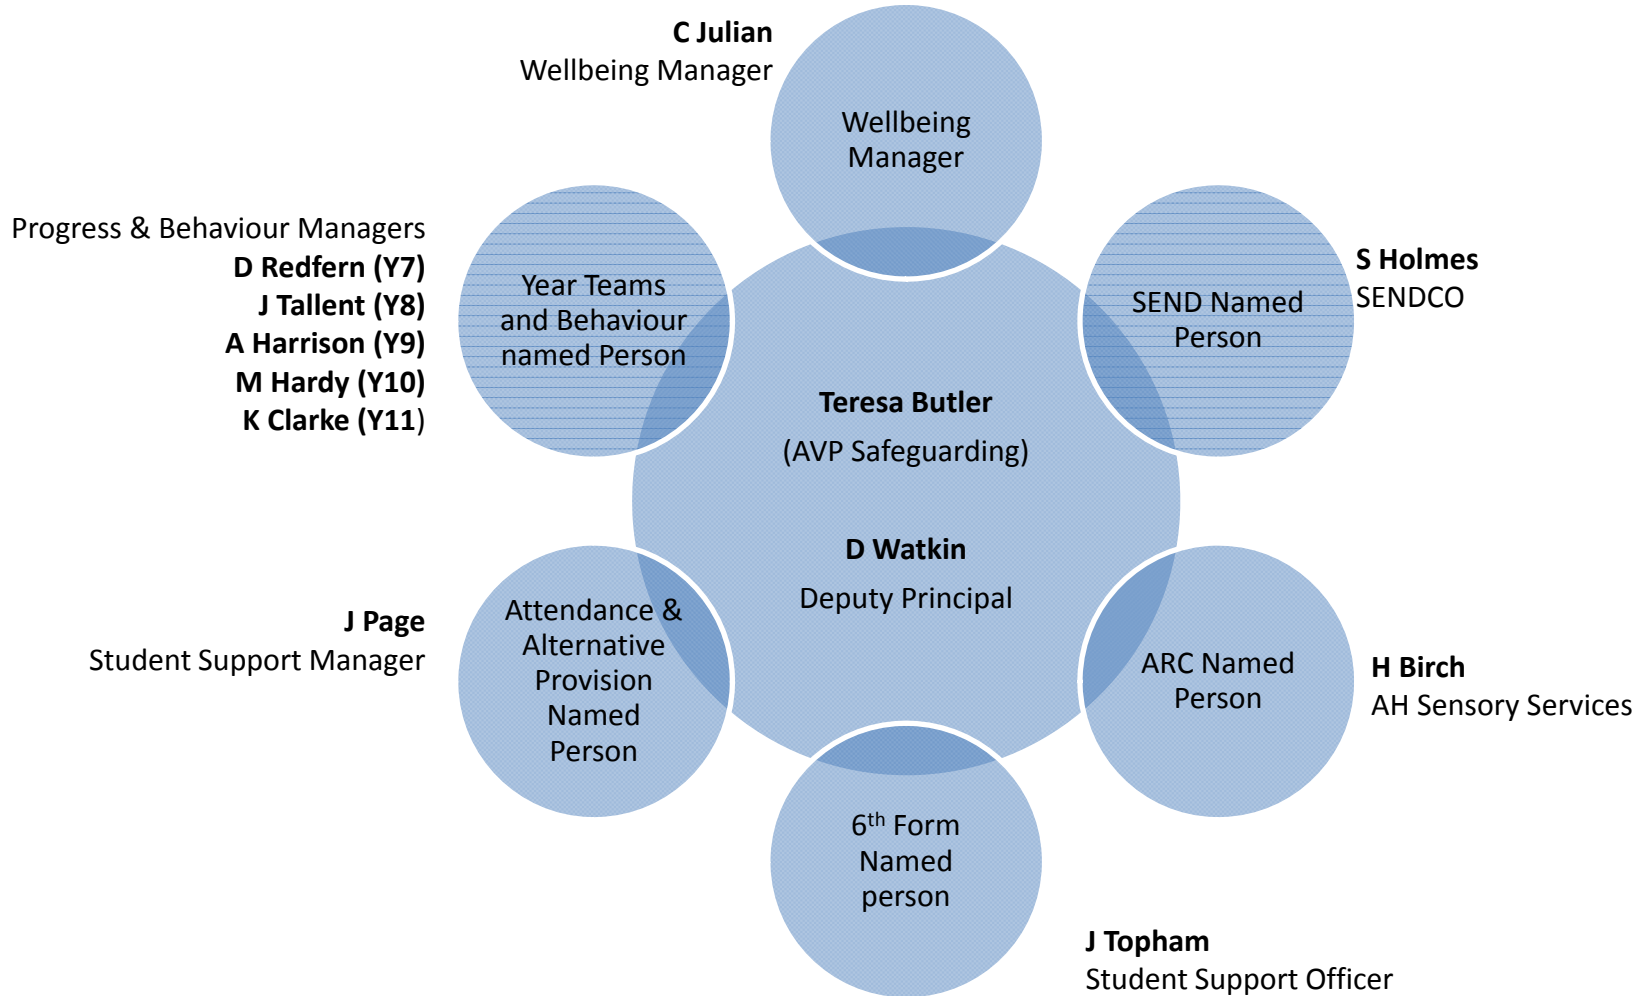 C Julian
Wellbeing Manager
Wellbeing
Manager
Progress & Behaviour Managers
D Redfern (Y7)
J Tallent (Y8)
A Harrison (Y9)
M Hardy (Y10)
K Clarke (Y11)
Year Teams
and Behaviour
named Person
SEND Named
Person
S Holmes
SENDCO
Teresa Butler
(AVP Safeguarding)
D Watkin
Deputy Principal
J Page
Student Support Manager
Attendance &
Alternative
Provision
Named
Person
ARC Named
Person
H Birch
AH Sensory Services
6th Form
Named
person
J Topham
Student Support Officer